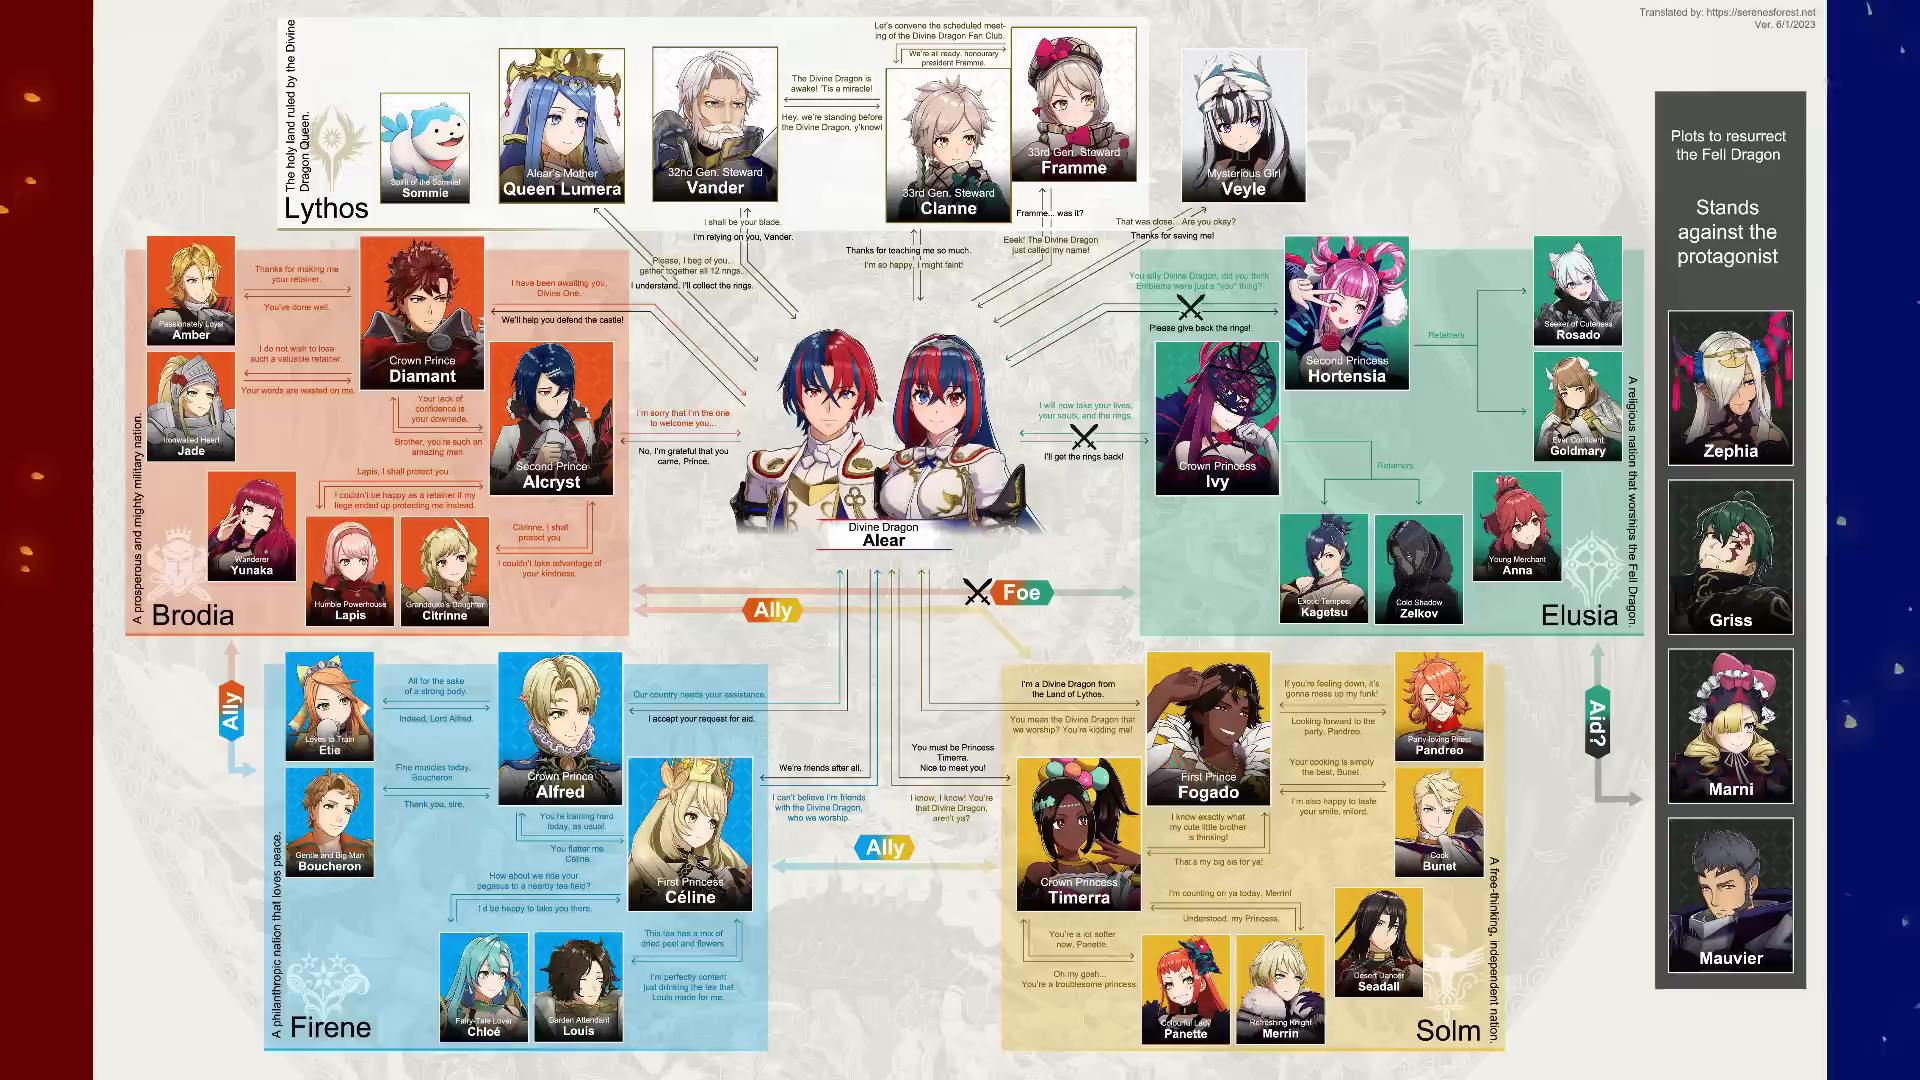 Translated by: https://serenesforest.net
Ver. 6/1/2023
The holy land ruled by the Divine
Dragon Queen.
Lythos
Spirit of the Somniel
Sommie
Alear's Mother
Queen Lumera
32nd Gen. Steward
Vander
The Divine Dragon is
awake! 'Tis a miracle!
Hey, we're standing before
the Divine Dragon, y'know!
Let's convene the scheduled meet-
ing of the Divine Dragon Fan Club.
We're all ready, honourary
president Framme.
33rd Gen. Steward
Clanne
33rd Gen. Steward
Framme
Mysterious Girl
Veyle
I shall be your blade.
I'm relying on you, Vander.
Please, I beg of you...
gather together all 12 rings...
I understand. I'll collect the rings.
Thanks for teaching me so much.
I'm so happy, I might faint!
Framme... was it?
Eeek! The Divine Dragon
just called my name!
That was close... Are you okay?
Thanks for saving me!
A prosperous and mighty military nation.
Brodia
Passionately Loyal
Amber
Thanks for making me
your retainer.
You've done well.
Ironwalled Heart
Jade
I do not wish to lose
such a valuable retainer.
Your words are wasted on me.
Crown Prince
Diamant
I have been awaiting you,
Divine One.
We'll help you defend the castle!
Your lack of
confidence is
your downside.
Brother, you're such an
amazing man.
Second Prince
Alcryst
I'm sorry that I'm the one
to welcome you...
No, I'm grateful that you
came, Prince.
Lapis, I shall protect you.
I couldn't be happy as a retainer if my
liege ended up protecting me instead.
Citrinne, I shall
protect you
I couldn't take advantage of
your kindness.
Wanderer
Yunaka
Humble Powerhouse
Lapis
Grandduke's Daughter
Citrinne
Divine Dragon
Alear
You silly Divine Dragon, did you think
Emblems were just a "you" thing?
Please give back the rings!
I will now take your lives,
your souls, and the rings.
I'll get the rings back!
Second Princess
Hortensia
Crown Princess
Ivy
Retainers
Seeker of Cuteness
Rosado
Ever Confident
Goldmary
Retainers
Exotic Tempest
Kagetsu
Cold Shadow
Zelkov
Young Merchant
Anna
A religious nation that worships the Fell Dragon.
Elusia
Ally
Foe
Ally
Ally
Aid?
A philanthropic nation that loves peace.
Firene
Loves to Train
Etie
All for the sake
of a strong body.
Indeed, Lord Alfred.
Gentle and Big Man
Boucheron
Fine muscles today,
Boucheron
Thank you, sire.
Crown Prince
Alfred
Our country needs your assistance.
I accept your request for aid.
You're training hard
today, as usual.
You flatter me,
Céline.
First Princess
Céline
We're friends after all.
I can't believe I'm friends
with the Divine Dragon,
who we worship.
How about we ride your
pegasus to a nearby tea field?
I'd be happy to take you there.
This tea has a mix of
dried peel and flowers
I'm perfectly content
just drinking the tea that
Louis made for me.
Fairy-Tale Lover
Chloé
Garden Attendant
Louis
I'm a Divine Dragon from
the Land of Lythos.
You mean the Divine Dragon that
we worship? You're kidding me!
You must be Princess
Timerra.
Nice to meet you!
I know, I know! You're
that Divine Dragon,
aren't ya?
First Prince
Fogado
If you're feeling down, it's
gonna mess up my funk!
Looking forward to the
party, Pandreo.
Party-loving Priest
Pandreo
Your cooking is simply
the best, Bunet.
I'm also happy to taste
your smile, milord.
Cook
Bunet
I know exactly what
my cute little brother
is thinking!
That's my big sis for ya!
Crown Princess
Timerra
I'm counting on ya today, Merrin!
Understood, my Princess.
You're a lot softer
now, Panette.
Oh my gosh...
You're a troublesome princess.
Colourful Lady
Panette
Refreshing Knight
Merrin
Desert Dancer
Seadall
A free-thinking, independent nation.
Solm
Plots to resurrect
the Fell Dragon
Stands
against the
protagonist
Zephia
Griss
Marni
Mauvier